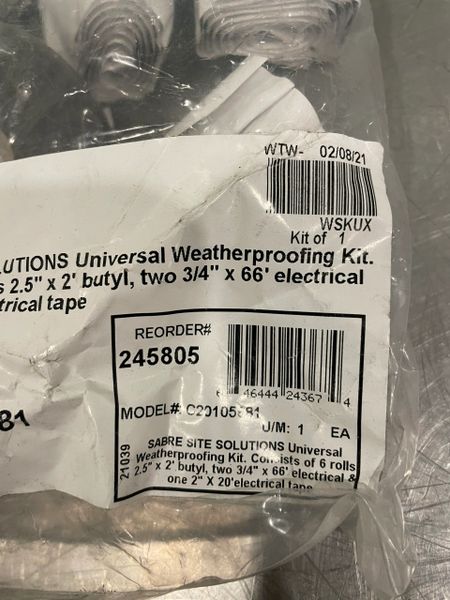 WTW- 02/08/21
WSKUX
Kit of 1
LUTIONS Universal Weatherproofing Kit.
s 2.5" x 2' butyl, two 3/4" x 66' electrical
trical tape
REORDER#
245805
6 46444 24367 4
MODEL#:
U/M: 1 EA
81
21039
SABRE SITE SOLUTIONS Universal
Weatherproofing Kit. Consists of 6 rolls
2.5" x 2' butyl, two 3/4" x 66' electrical &
one 2" X 20'electrical tape